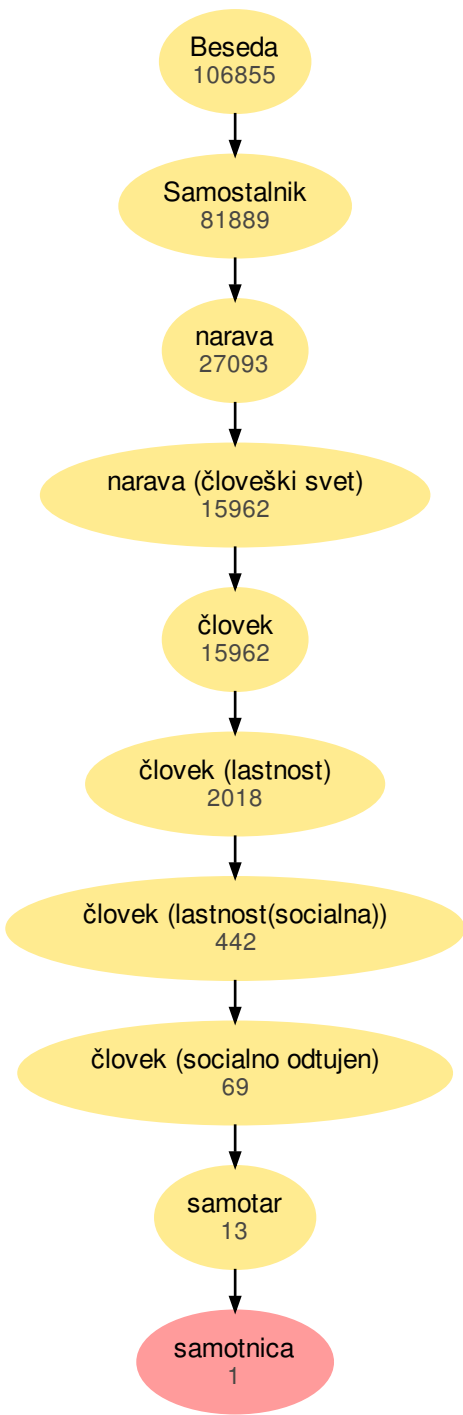 Beseda
106855
Samostalnik
81889
narava
27093
narava (človeški svet)
15962
človek
15962
človek (lastnost)
2018
človek (lastnost(socialna))
442
človek (socialno odtujen)
69
samotar
13
samotnica
1